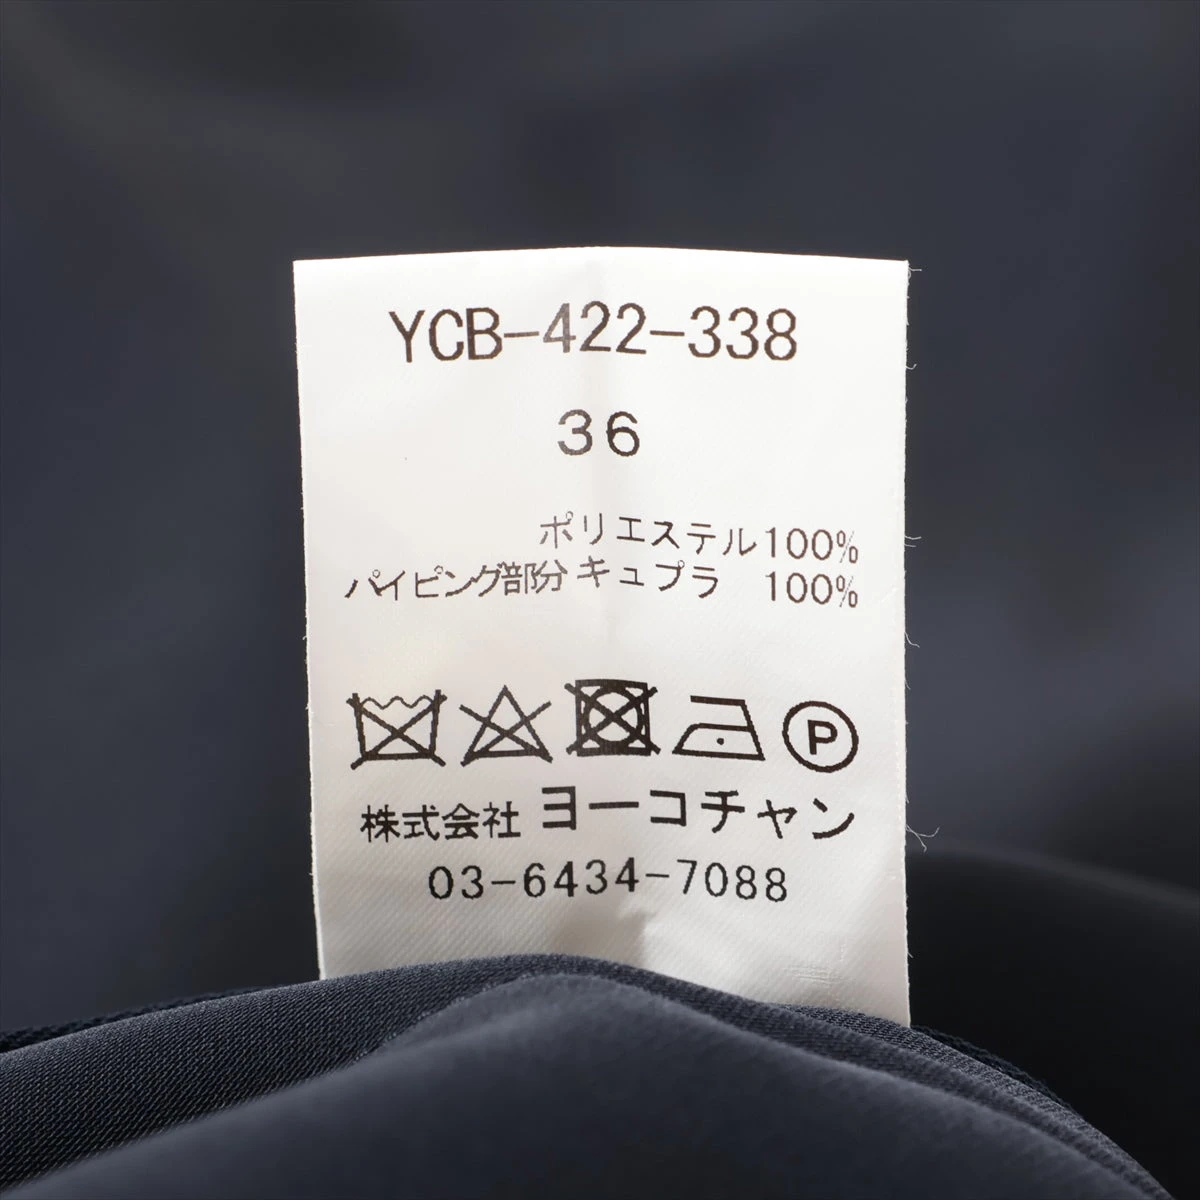 YCB-422-338
36
ポリエステル100%
パイピング部分 キュプラ 100%
P
株式会社 ヨーコチャン
03-6434-7088